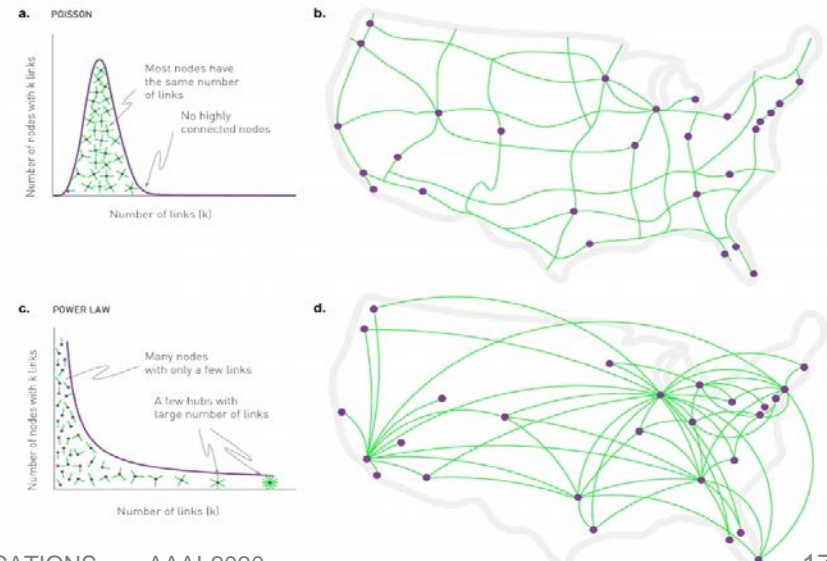 a. POISSON
Number of nodes with k links
Most nodes have
the same number
of links
No highly
connected nodes
Number of links (k)
b.
c. POWER LAW
Number of nodes with k links
Many nodes
with only a few links
A few hubs with
large number of links
Number of links (k)
d.
17